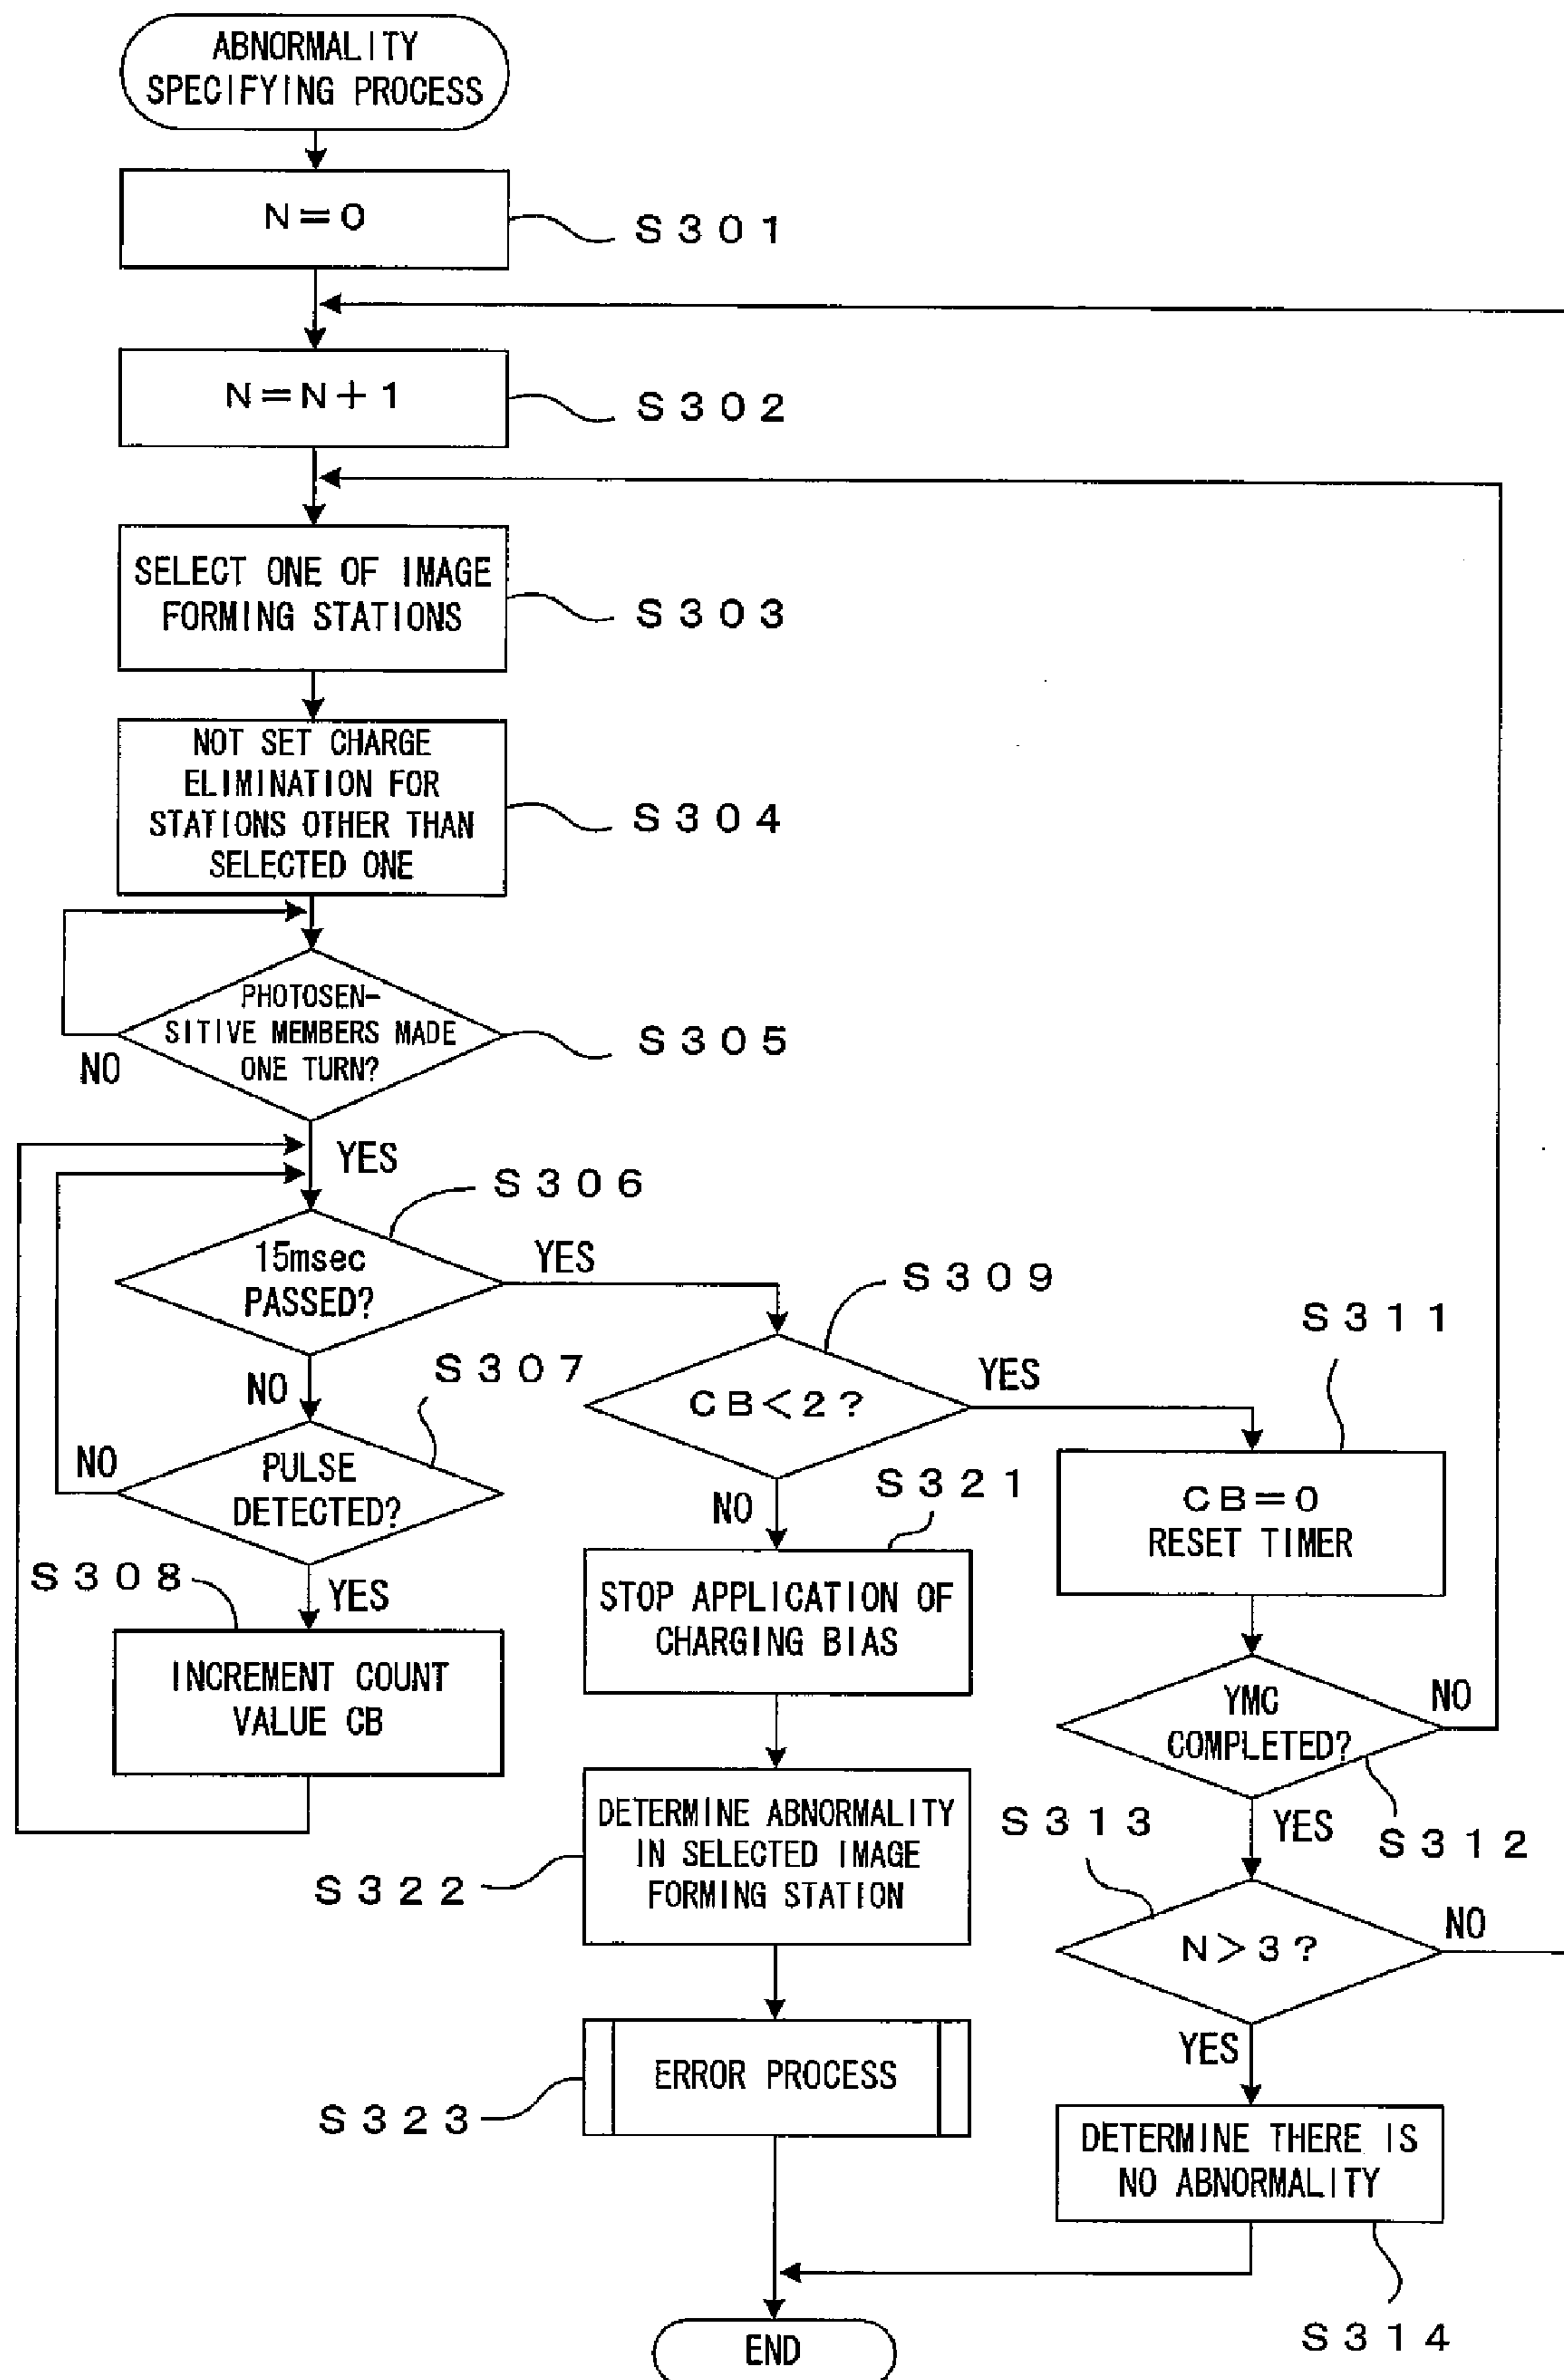 ABNORMALITY
SPECIFYING PROCESS
N=0
S301
N=N+1
S302
SELECT ONE OF IMAGE
FORMING STATIONS
S303
NOT SET CHARGE
ELIMINATION FOR
STATIONS OTHER THAN
SELECTED ONE
S304
PHOTOSEN-
SITIVE MEMBERS MADE
ONE TURN?
S305
NO
YES
S306
15msec
PASSED?
YES
NO
S307
PULSE
DETECTED?
NO
YES
S308
INCREMENT COUNT
VALUE CB
S309
CB<2?
YES
NO
S321
STOP APPLICATION OF
CHARGING BIAS
DETERMINE ABNORMALITY
IN SELECTED IMAGE
FORMING STATION
S322
ERROR PROCESS
S323
S311
CB=0
RESET TIMER
YMC
COMPLETED?
NO
YES
S312
S313
N>3?
NO
YES
DETERMINE THERE IS
NO ABNORMALITY
S314
END